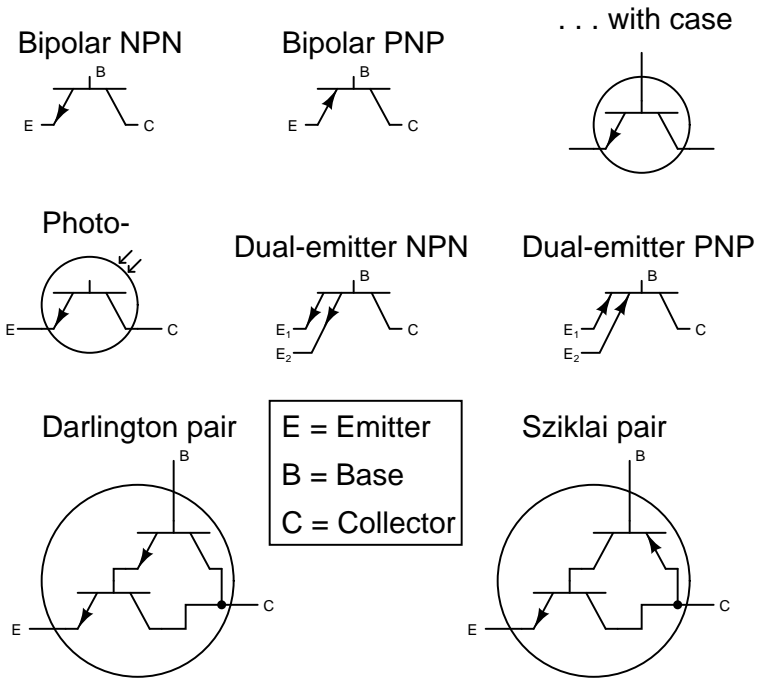 Bipolar NPN
B
E
C
Bipolar PNP
B
E
C
. . . with case
Photo-
E
C
Dual-emitter NPN
B
E1
C
E2
Dual-emitter PNP
B
E1
C
E2
Darlington pair
B
C
E
E = Emitter
B = Base
C = Collector
Sziklai pair
B
C
E